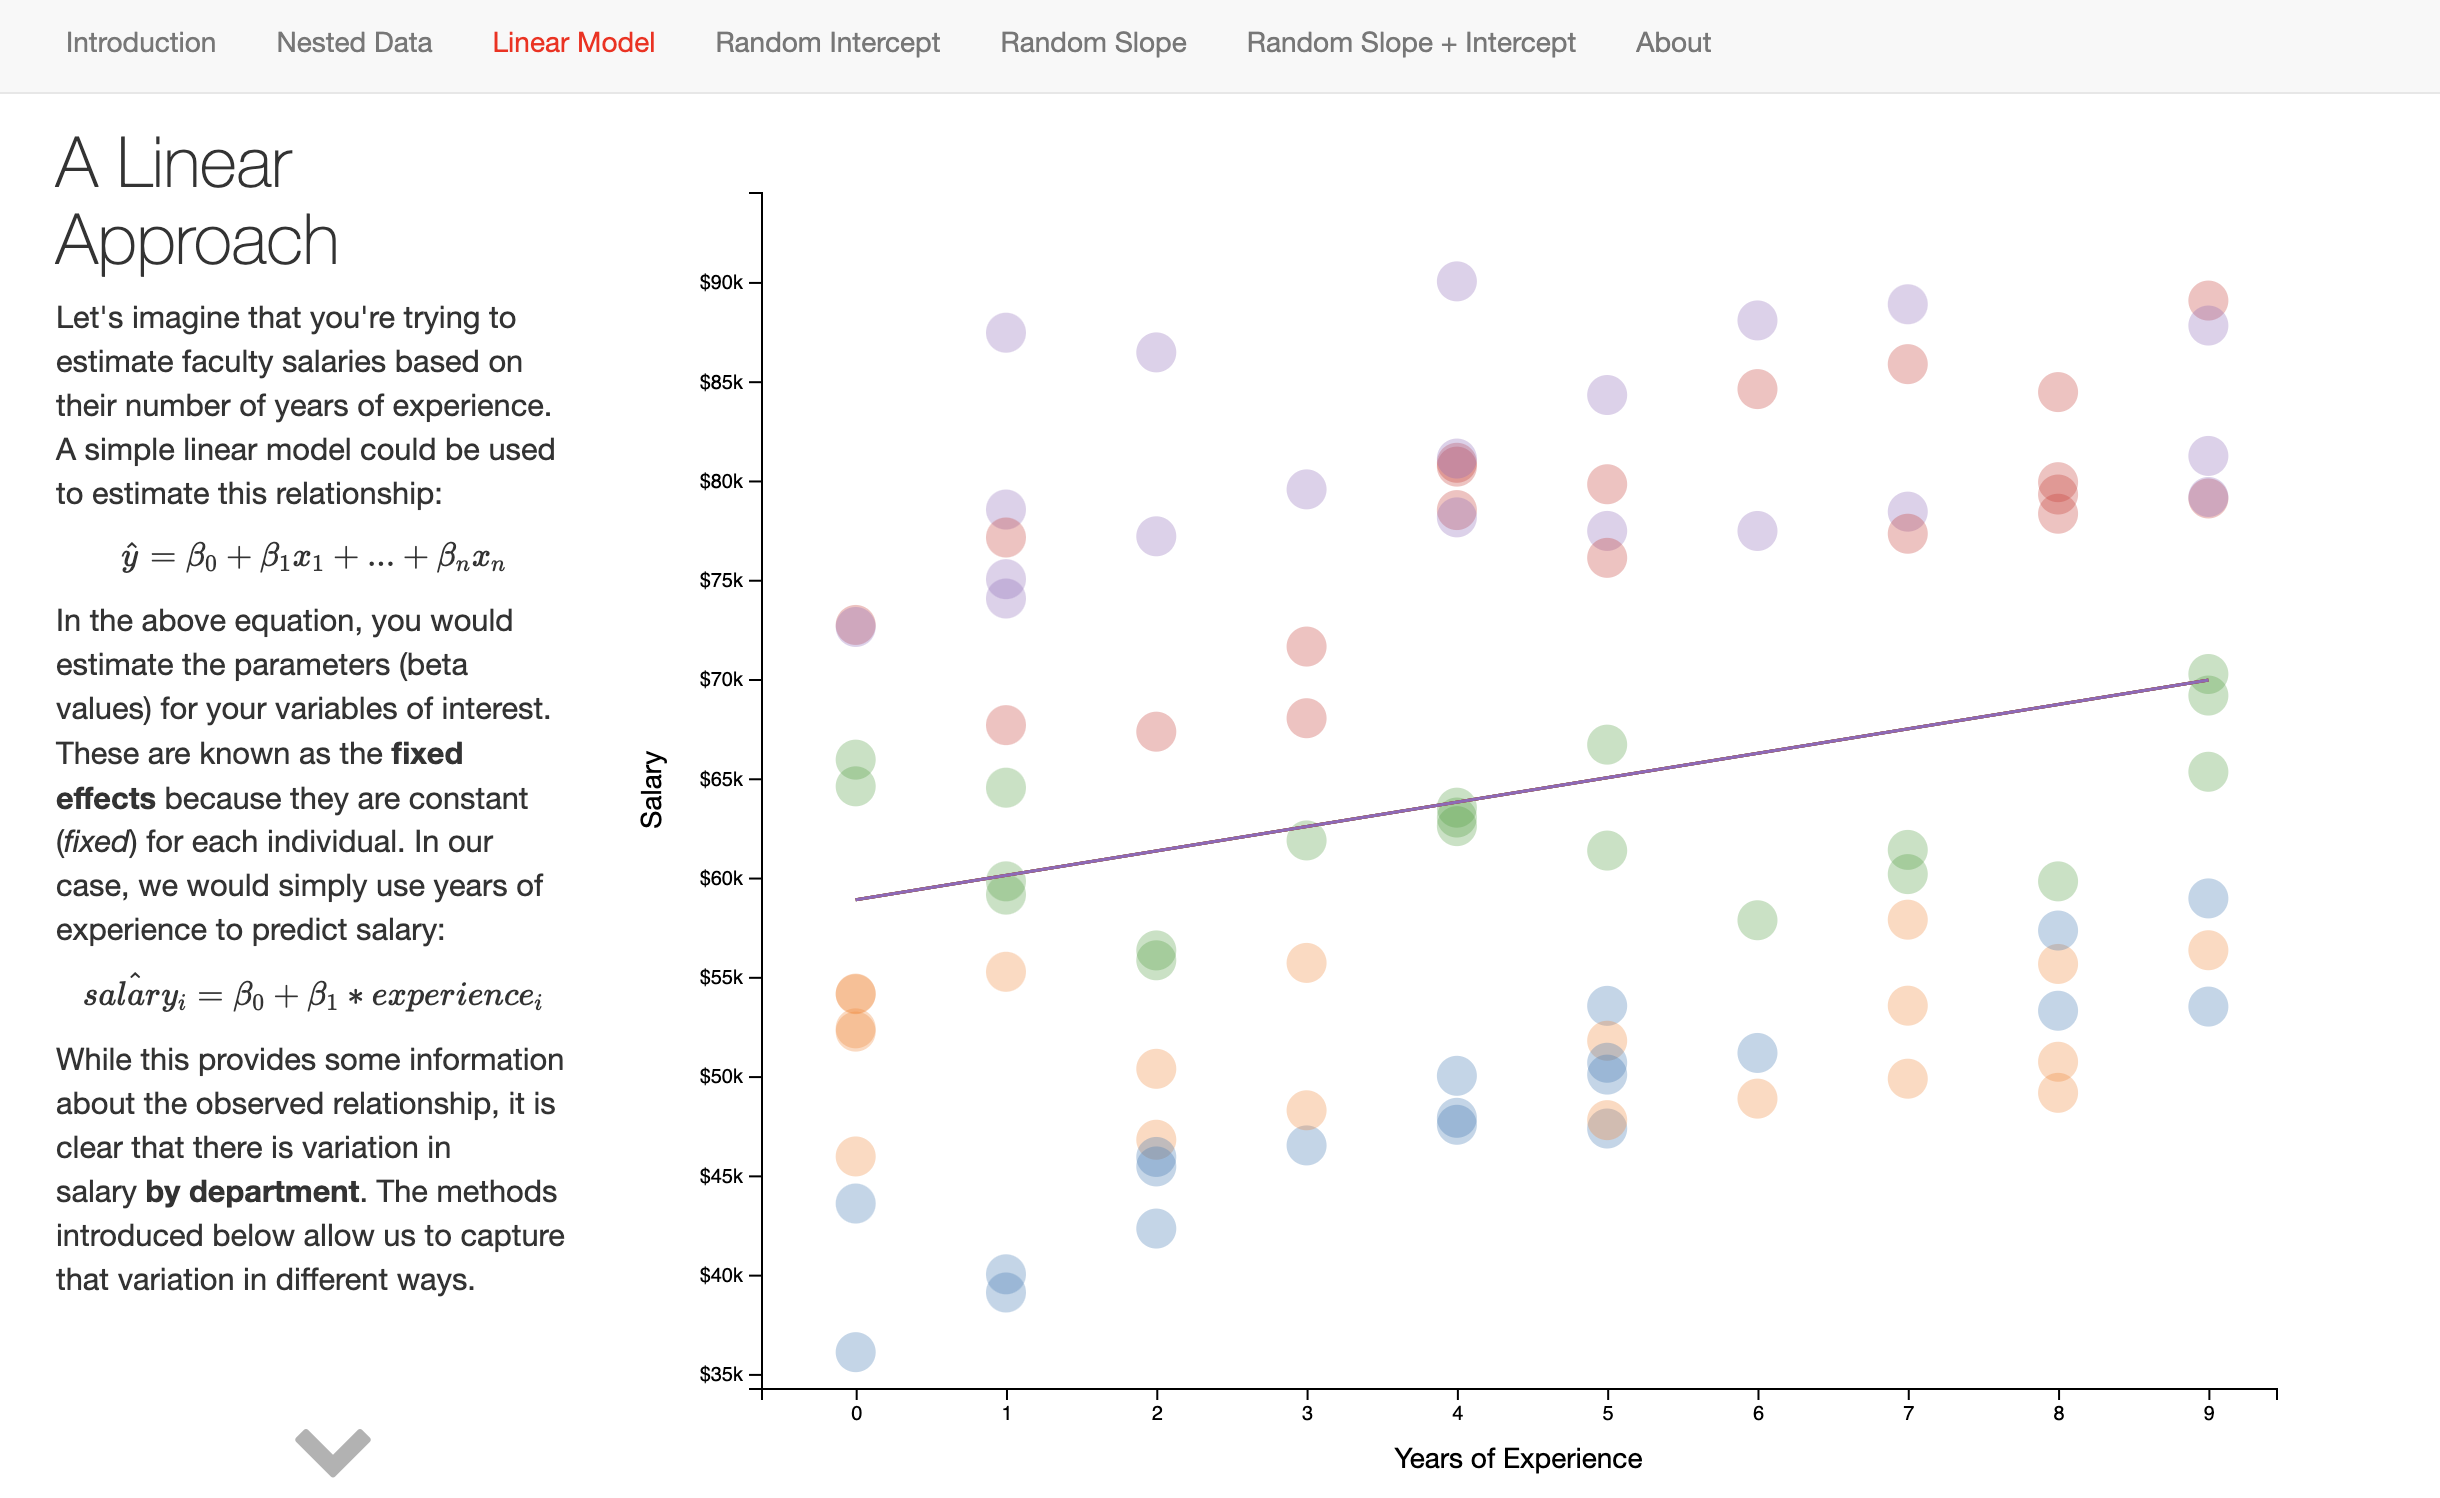 Introduction Nested Data Linear Model Random Intercept Random Slope Random Slope + Intercept About
A Linear
Approach
Let's imagine that you're trying to
estimate faculty salaries based on
their number of years of experience.
A simple linear model could be used
to estimate this relationship:
ŷ = β₀ + β₁x₁ + ... + βₙxₙ
In the above equation, you would
estimate the parameters (beta
values) for your variables of interest.
These are known as the fixed
effects because they are constant
(fixed) for each individual. In our
case, we would simply use years of
experience to predict salary:
salâryᵢ = β₀ + β₁ * experienceᵢ
While this provides some information
about the observed relationship, it is
clear that there is variation in
salary by department. The methods
introduced below allow us to capture
that variation in different ways.
Salary
$90k
$85k
$80k
$75k
$70k
$65k
$60k
$55k
$50k
$45k
$40k
$35k
0 1 2 3 4 5 6 7 8 9
Years of Experience